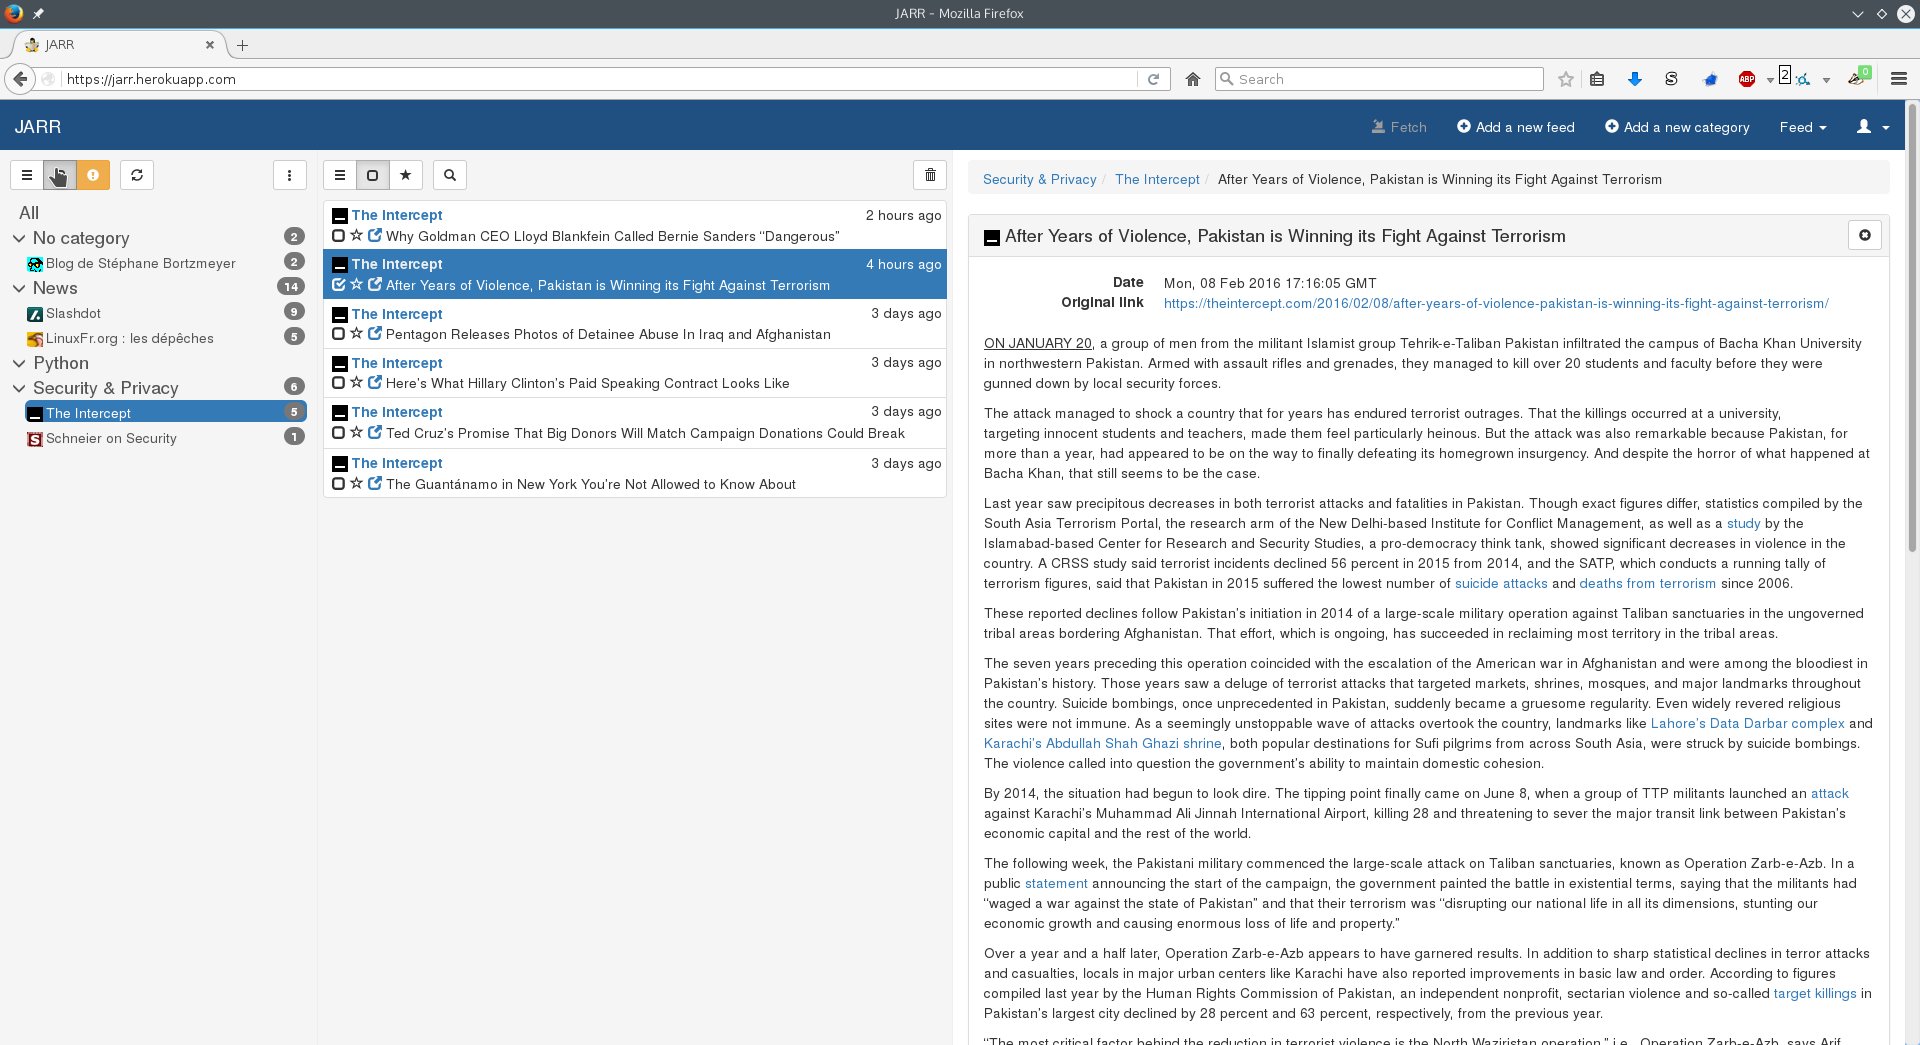 JARR - Mozilla Firefox
JARR
https://jarr.herokuapp.com
Search
ABP
2
0
JARR
Fetch
Add a new feed
Add a new category
Feed
All
No category 2
Blog de Stéphane Bortzmeyer 2
News 14
Slashdot 9
LinuxFr.org : les dépêches 5
Python
Security & Privacy 6
The Intercept 5
Schneier on Security 1
The Intercept 2 hours ago
Why Goldman CEO Lloyd Blankfein Called Bernie Sanders “Dangerous”
The Intercept 4 hours ago
After Years of Violence, Pakistan is Winning its Fight Against Terrorism
The Intercept 3 days ago
Pentagon Releases Photos of Detainee Abuse In Iraq and Afghanistan
The Intercept 3 days ago
Here's What Hillary Clinton's Paid Speaking Contract Looks Like
The Intercept 3 days ago
Ted Cruz's Promise That Big Donors Will Match Campaign Donations Could Break
The Intercept 3 days ago
The Guantánamo in New York You're Not Allowed to Know About
Security & Privacy / The Intercept / After Years of Violence, Pakistan is Winning its Fight Against Terrorism
After Years of Violence, Pakistan is Winning its Fight Against Terrorism
Date Mon, 08 Feb 2016 17:16:05 GMT
Original link https://theintercept.com/2016/02/08/after-years-of-violence-pakistan-is-winning-its-fight-against-terrorism/
ON JANUARY 20, a group of men from the militant Islamist group Tehrik-e-Taliban Pakistan infiltrated the campus of Bacha Khan University
in northwestern Pakistan. Armed with assault rifles and grenades, they managed to kill over 20 students and faculty before they were
gunned down by local security forces.
The attack managed to shock a country that for years has endured terrorist outrages. That the killings occurred at a university,
targeting innocent students and teachers, made them feel particularly heinous. But the attack was also remarkable because Pakistan, for
more than a year, had appeared to be on the way to finally defeating its homegrown insurgency. And despite the horror of what happened at
Bacha Khan, that still seems to be the case.
Last year saw precipitous decreases in both terrorist attacks and fatalities in Pakistan. Though exact figures differ, statistics compiled by the
South Asia Terrorism Portal, the research arm of the New Delhi-based Institute for Conflict Management, as well as a study by the
Islamabad-based Center for Research and Security Studies, a pro-democracy think tank, showed significant decreases in violence in the
country. A CRSS study said terrorist incidents declined 56 percent in 2015 from 2014, and the SATP, which conducts a running tally of
terrorism figures, said that Pakistan in 2015 suffered the lowest number of suicide attacks and deaths from terrorism since 2006.
These reported declines follow Pakistan's initiation in 2014 of a large-scale military operation against Taliban sanctuaries in the ungoverned
tribal areas bordering Afghanistan. That effort, which is ongoing, has succeeded in reclaiming most territory in the tribal areas.
The seven years preceding this operation coincided with the escalation of the American war in Afghanistan and were among the bloodiest in
Pakistan's history. Those years saw a deluge of terrorist attacks that targeted markets, shrines, mosques, and major landmarks throughout
the country. Suicide bombings, once unprecedented in Pakistan, suddenly became a gruesome regularity. Even widely revered religious
sites were not immune. As a seemingly unstoppable wave of attacks overtook the country, landmarks like Lahore's Data Darbar complex and
Karachi's Abdullah Shah Ghazi shrine, both popular destinations for Sufi pilgrims from across South Asia, were struck by suicide bombings.
The violence called into question the government's ability to maintain domestic cohesion.
By 2014, the situation had begun to look dire. The tipping point finally came on June 8, when a group of TTP militants launched an attack
against Karachi's Muhammad Ali Jinnah International Airport, killing 28 and threatening to sever the major transit link between Pakistan's
economic capital and the rest of the world.
The following week, the Pakistani military commenced the large-scale attack on Taliban sanctuaries, known as Operation Zarb-e-Azb. In a
public statement announcing the start of the campaign, the government painted the battle in existential terms, saying that the militants had
“waged a war against the state of Pakistan” and that their terrorism was “disrupting our national life in all its dimensions, stunting our
economic growth and causing enormous loss of life and property.”
Over a year and a half later, Operation Zarb-e-Azb appears to have garnered results. In addition to sharp statistical declines in terror attacks
and casualties, locals in major urban centers like Karachi have also reported improvements in basic law and order. According to figures
compiled last year by the Human Rights Commission of Pakistan, an independent nonprofit, sectarian violence and so-called target killings in
Pakistan's largest city declined by 28 percent and 63 percent, respectively, from the previous year.
“The most critical factor behind the reduction in terrorist violence is the North Waziristan operation,” i.e., Operation Zarb-e-Azb, says Arif